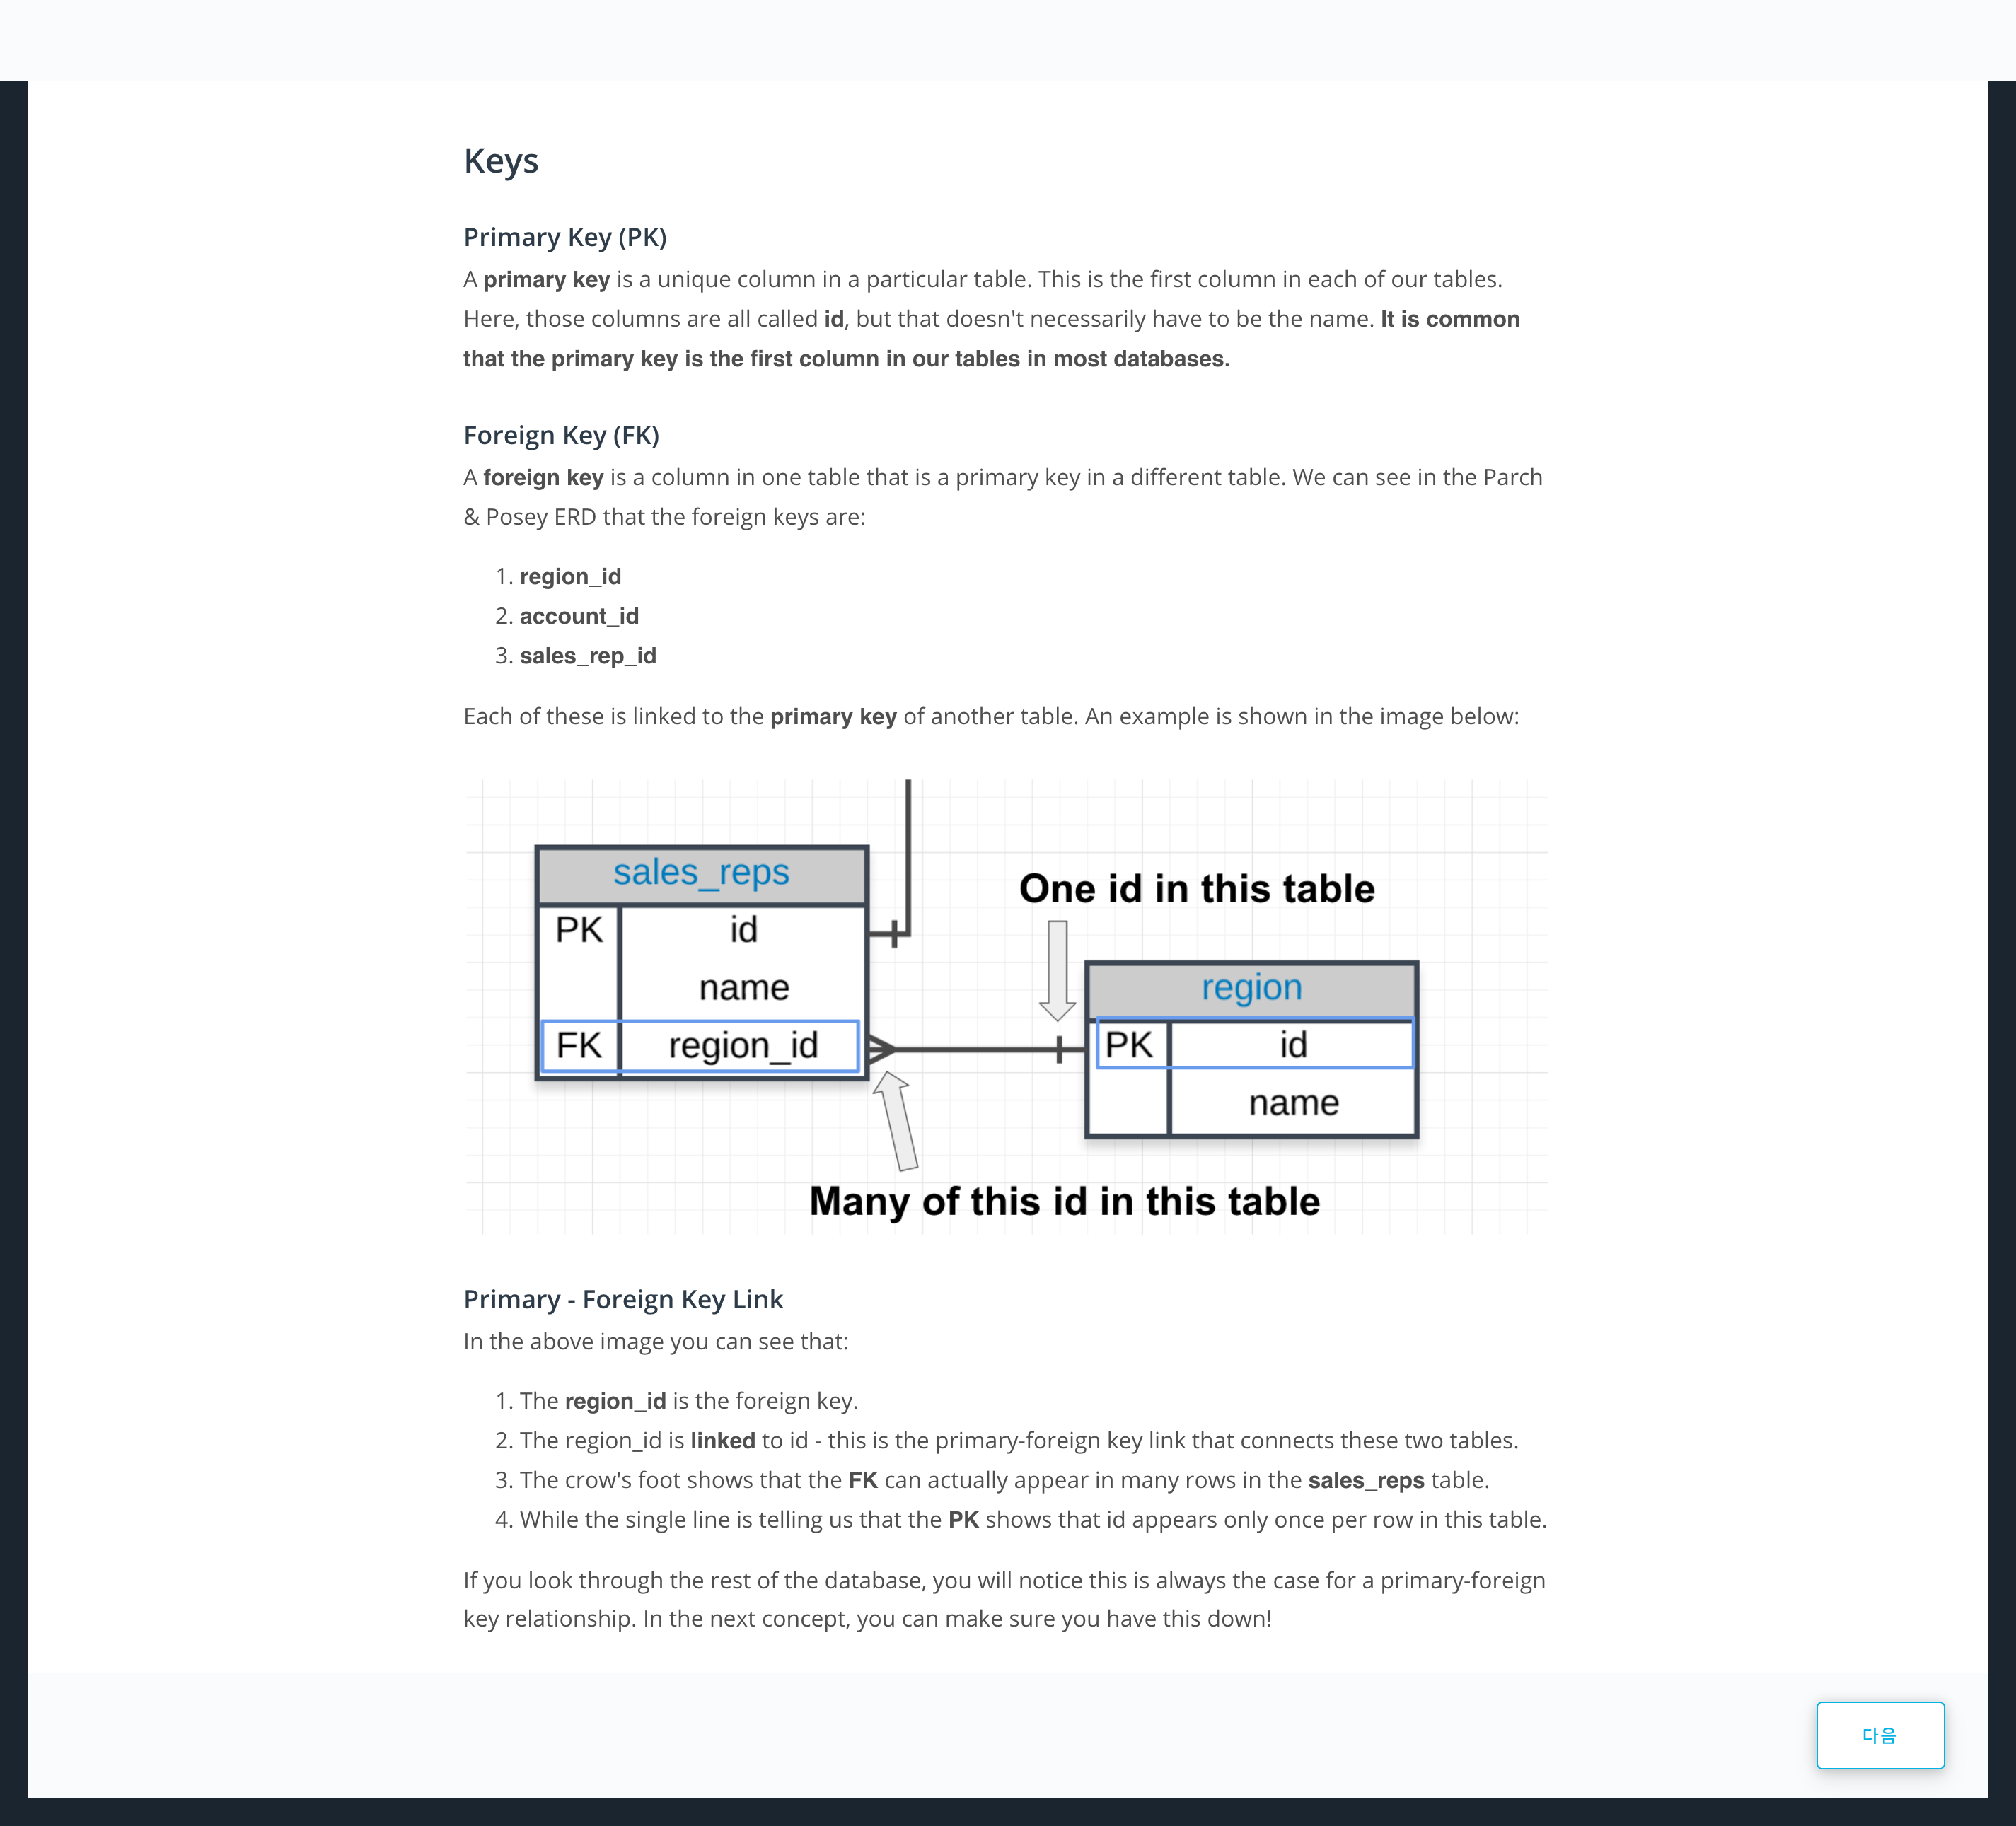 Keys
Primary Key (PK)
A primary key is a unique column in a particular table. This is the first column in each of our tables.
Here, those columns are all called id, but that doesn't necessarily have to be the name. It is common
that the primary key is the first column in our tables in most databases.
Foreign Key (FK)
A foreign key is a column in one table that is a primary key in a different table. We can see in the Parch
& Posey ERD that the foreign keys are:
1. region_id
2. account_id
3. sales_rep_id
Each of these is linked to the primary key of another table. An example is shown in the image below:
sales_reps
PK id
name
FK region_id
One id in this table
region
PK id
name
Many of this id in this table
Primary - Foreign Key Link
In the above image you can see that:
1. The region_id is the foreign key.
2. The region_id is linked to id - this is the primary-foreign key link that connects these two tables.
3. The crow's foot shows that the FK can actually appear in many rows in the sales_reps table.
4. While the single line is telling us that the PK shows that id appears only once per row in this table.
If you look through the rest of the database, you will notice this is always the case for a primary-foreign
key relationship. In the next concept, you can make sure you have this down!
다음